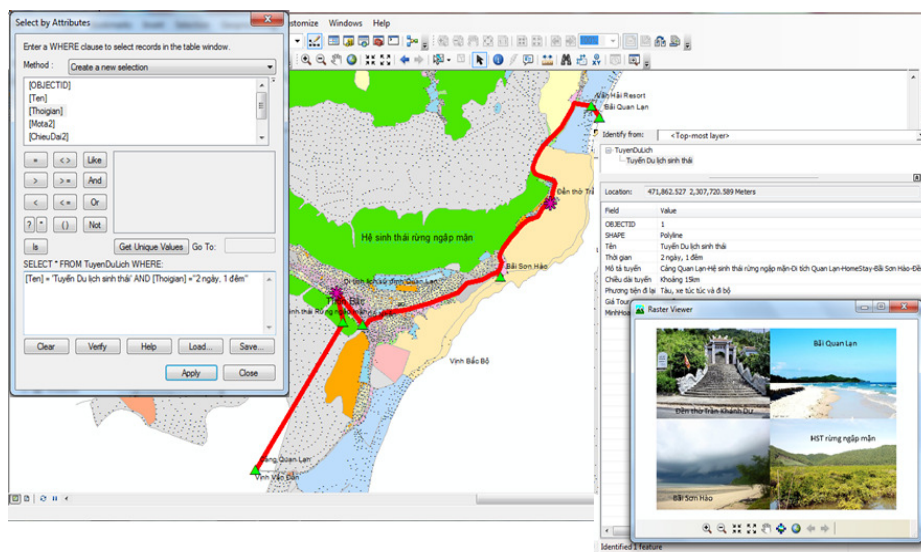 Select by Attributes
Enter a WHERE clause to select records in the table window.
Method :
Create a new selection
[OBJECTID]
[Ten]
[Thoigian]
[Mota2]
[ChieuDai2]
=
< >
Like
>
> =
And
<
< =
Or
? *
( )
Not
Is
Get Unique Values
Go To:
SELECT * FROM TuyenDuLich WHERE:
[Ten] = 'Tuyến Du lịch sinh thái' AND [Thoigian] ="2 ngày, 1 đêm"
Clear
Verify
Help
Load...
Save...
Apply
Close
ustomize
Windows
Help
Vân Hải Resort
Bãi Quan Lạn
Đền thờ Trầ
Hệ sinh thái rừng ngập mặn
Bãi Sơn Hào
Vịnh Bắc Bộ
Identify from:
<Top-most layer>
TuyenDuLich
Tuyến Du lịch sinh thái
Location:
471,862.527 2,307,720.589 Meters
Field
Value
OBJECTID
1
SHAPE
Polyline
Tên
Tuyến Du lịch sinh thái
Thời gian
2 ngày, 1 đêm
Mô tả tuyến
Cảng Quan Lạn-Hệ sinh thái rừng ngập mặn-Di tích Quan Lạn-HomeStay-Bãi Sơn Hào-Đề
Chiều dài tuyến
Khoảng 19km
Phương tiện đi lại
Tàu, xe túc túc và đi bộ
Giá Tour
MinhHoa
Raster Viewer
Đền thờ Trần Khánh Dư
Bãi Quan Lạn
Bãi Sơn Hào
HST rừng ngập mặn
Identified 1 feature